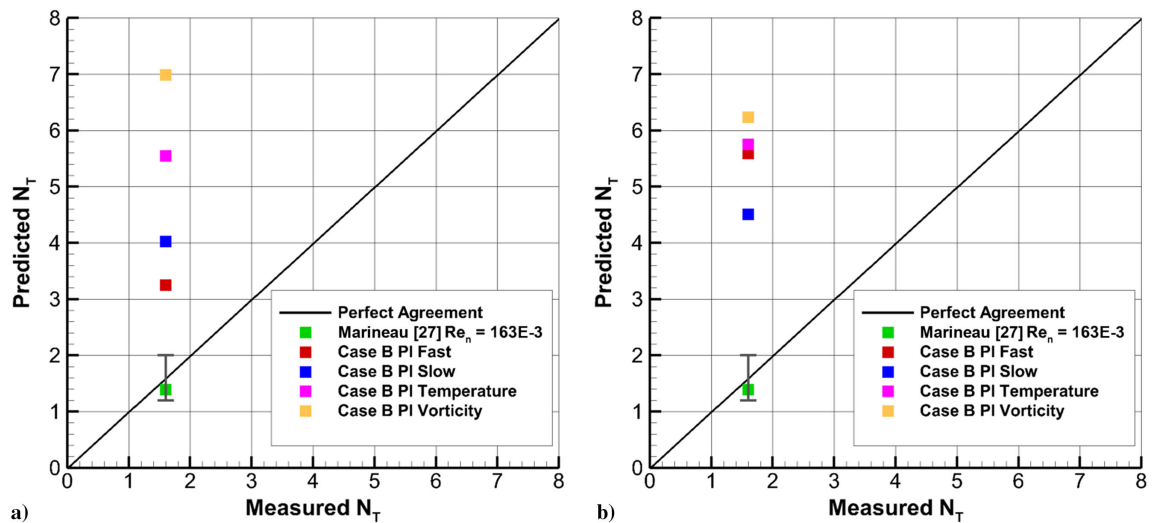 8
7
6
5
4
3
2
1
0
Predicted N_T
Perfect Agreement
Marineau [27] Re_n = 163E-3
Case B PI Fast
Case B PI Slow
Case B PI Temperature
Case B PI Vorticity
0 1 2 3 4 5 6 7 8
a) Measured N_T
8
7
6
5
4
3
2
1
0
Predicted N_T
Perfect Agreement
Marineau [27] Re_n = 163E-3
Case B PI Fast
Case B PI Slow
Case B PI Temperature
Case B PI Vorticity
0 1 2 3 4 5 6 7 8
b) Measured N_T